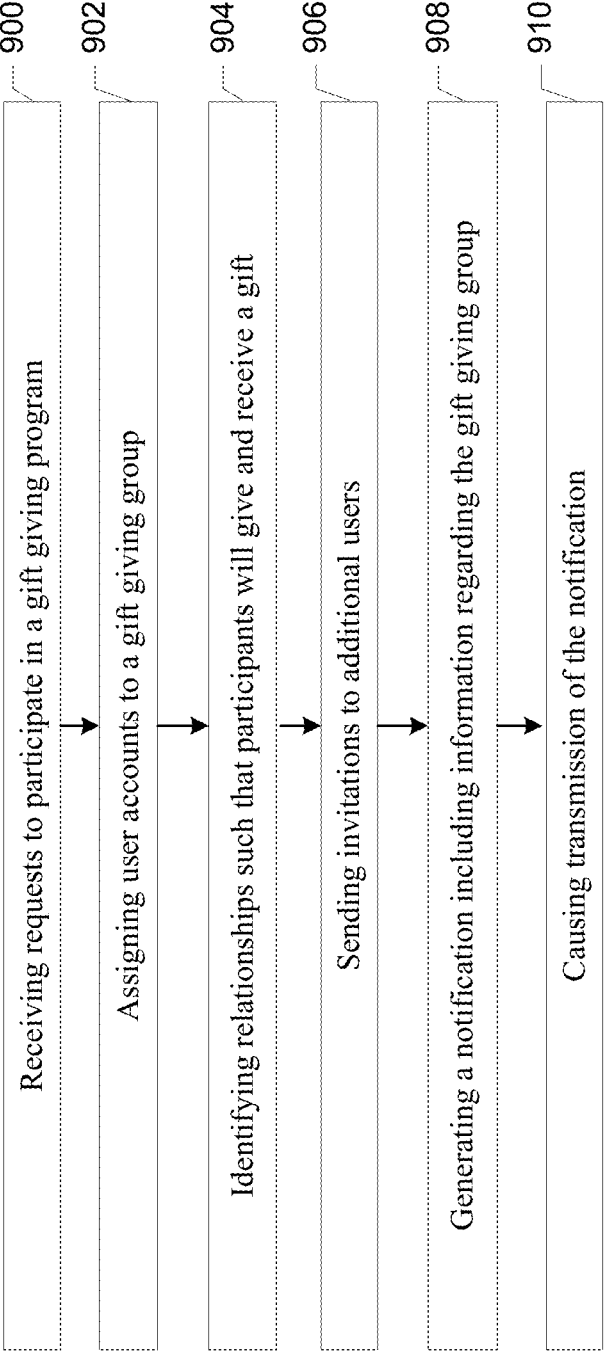 900
Receiving requests to participate in a gift giving program
902
Assigning user accounts to a gift giving group
904
Identifying relationships such that participants will give and receive a gift
906
Sending invitations to additional users
908
Generating a notification including information regarding the gift giving group
910
Causing transmission of the notification